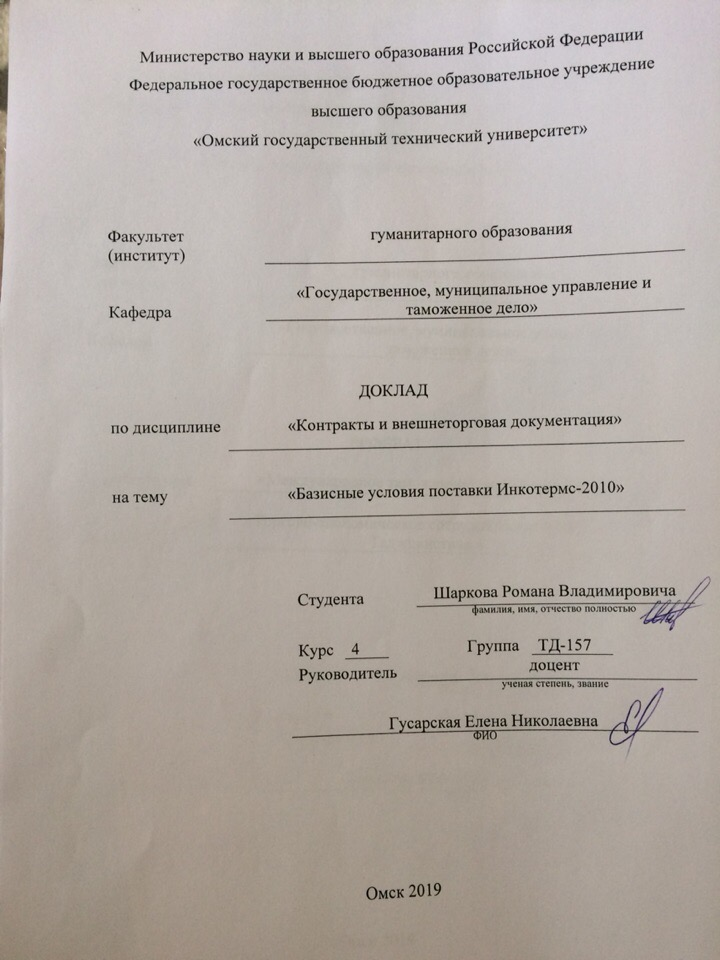 Министерство науки и высшего образования Российской Федерации
Федеральное государственное бюджетное образовательное учреждение
высшего образования
«Омский государственный технический университет»
Факультет
(институт)
гуманитарного образования
Кафедра
«Государственное, муниципальное управление и
таможенное дело»
ДОКЛАД
по дисциплине «Контракты и внешнеторговая документация»
на тему «Базисные условия поставки Инкотермс-2010»
Студента Шаркова Романа Владимировича
фамилия, имя, отчество полностью
Курс 4 Группа ТД-157
Руководитель доцент
ученая степень, звание
Гусарская Елена Николаевна
ФИО
Омск 2019